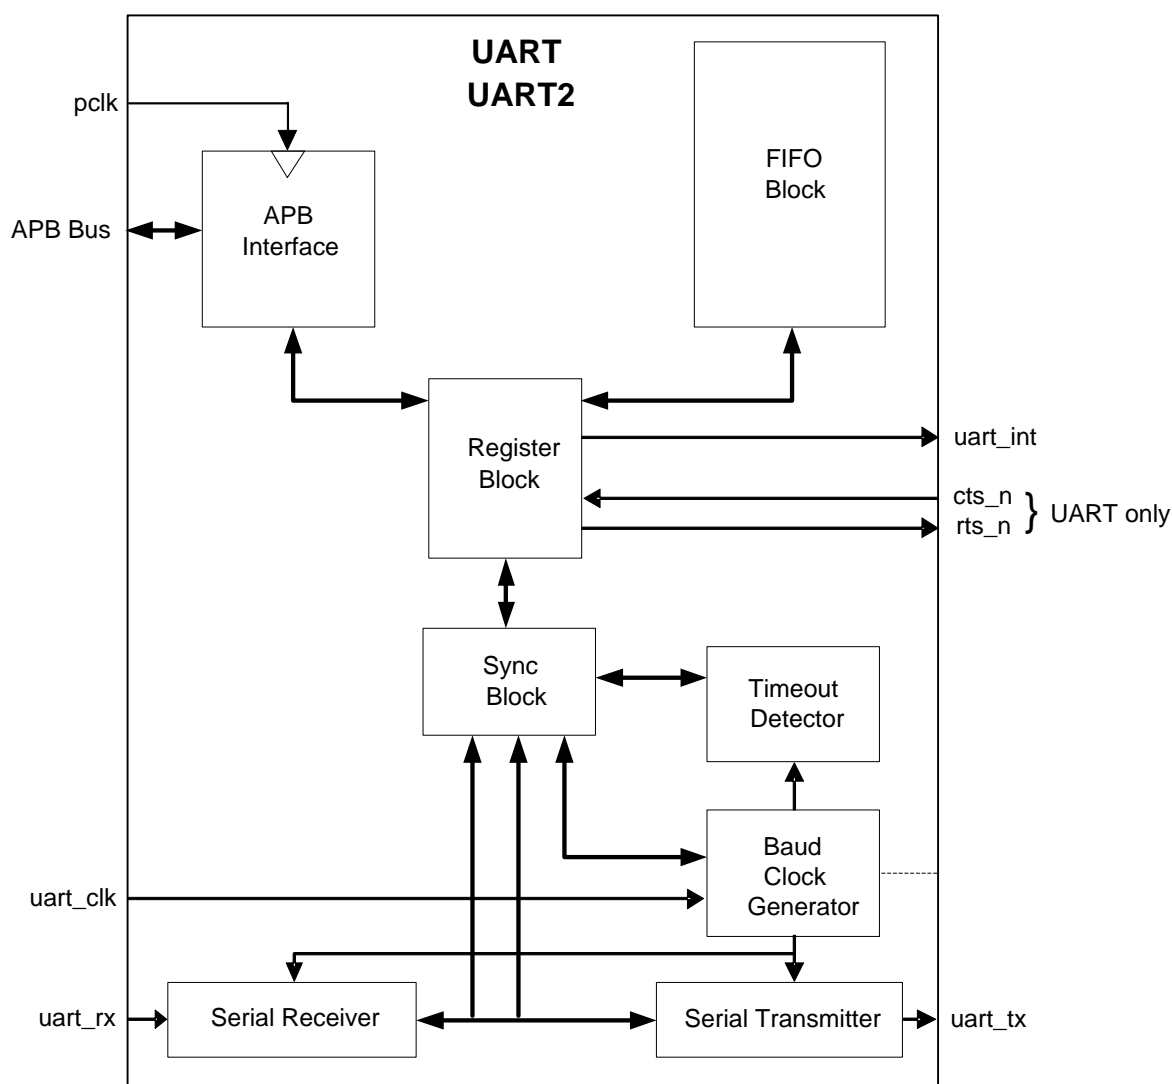 UART
UART2
pclk
FIFO
Block
APB Bus
APB
Interface
Register
Block
uart_int
cts_n
rts_n
} UART only
Sync
Block
Timeout
Detector
Baud
Clock
Generator
uart_clk
uart_rx
Serial Receiver
Serial Transmitter
uart_tx